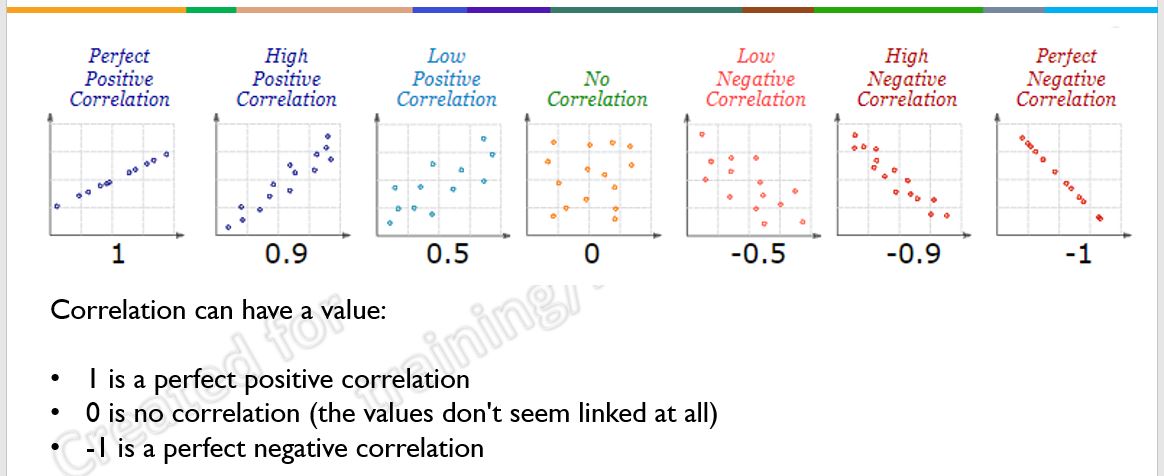 Perfect Positive Correlation
High Positive Correlation
Low Positive Correlation
No Correlation
Low Negative Correlation
High Negative Correlation
Perfect Negative Correlation
1
0.9
0.5
0
-0.5
-0.9
-1
Correlation can have a value:
• 1 is a perfect positive correlation
• 0 is no correlation (the values don't seem linked at all)
• -1 is a perfect negative correlation
Created for
training/